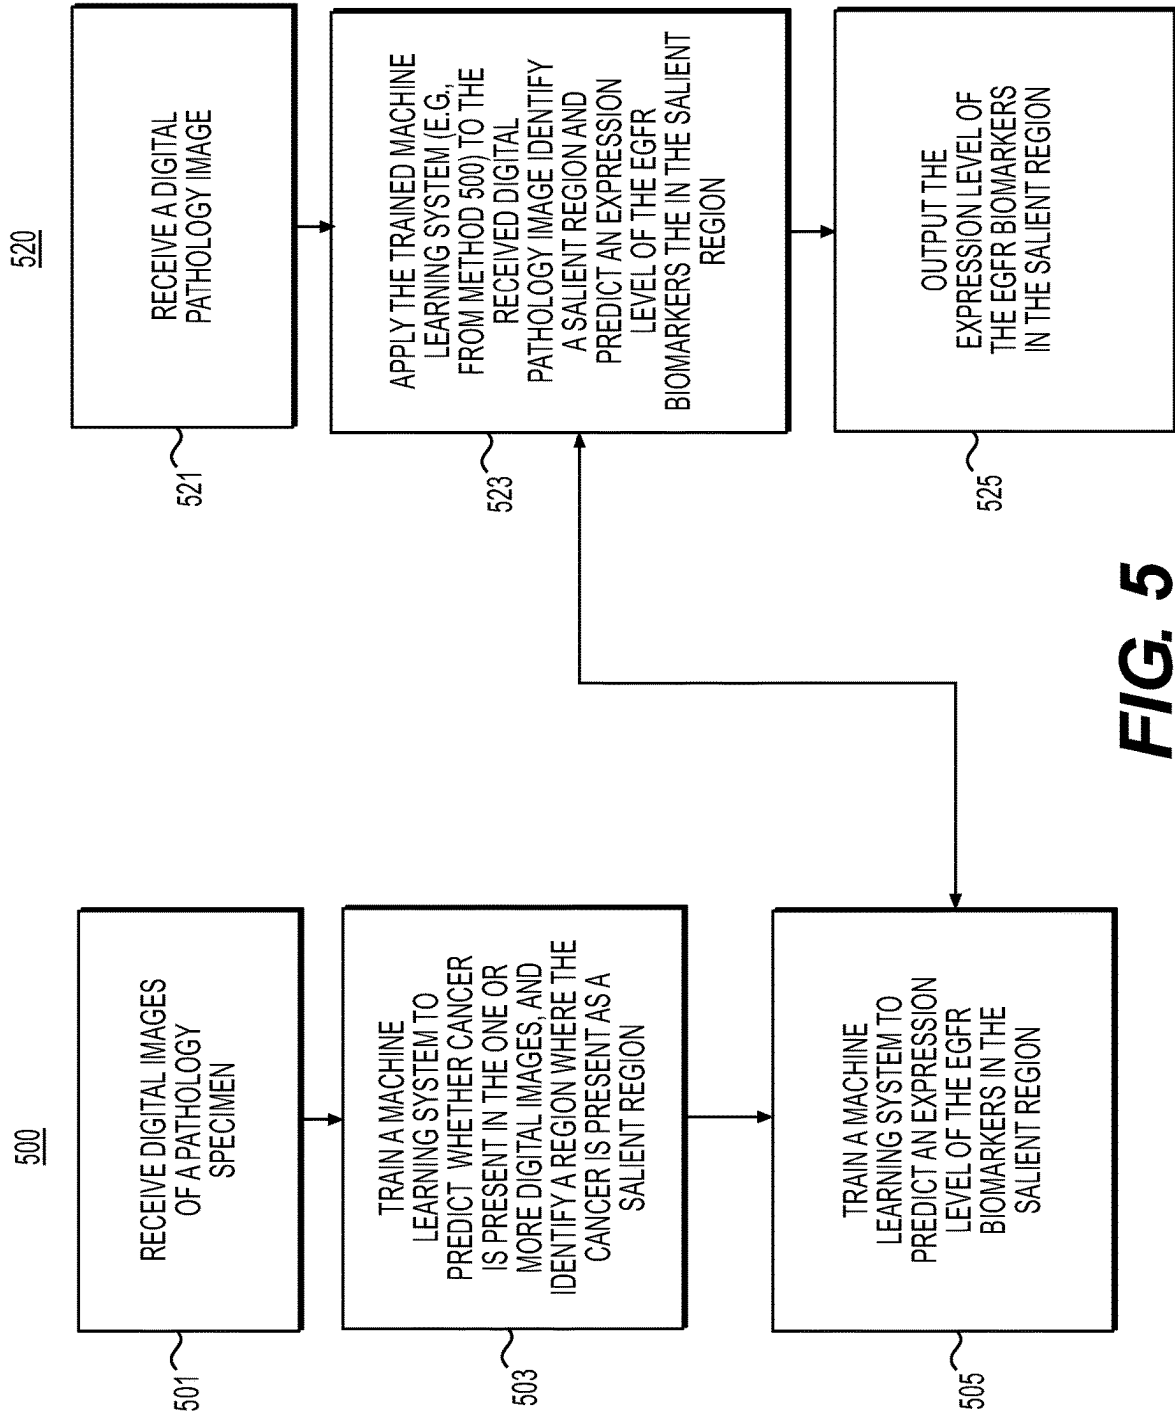 500
501
RECEIVE DIGITAL IMAGES
OF A PATHOLOGY
SPECIMEN
503
TRAIN A MACHINE
LEARNING SYSTEM TO
PREDICT WHETHER CANCER
IS PRESENT IN THE ONE OR
MORE DIGITAL IMAGES, AND
IDENTIFY A REGION WHERE THE
CANCER IS PRESENT AS A
SALIENT REGION
505
TRAIN A MACHINE
LEARNING SYSTEM TO
PREDICT AN EXPRESSION
LEVEL OF THE EGFR
BIOMARKERS IN THE
SALIENT REGION
520
521
RECEIVE A DIGITAL
PATHOLOGY IMAGE
523
APPLY THE TRAINED MACHINE
LEARNING SYSTEM (E.G.,
FROM METHOD 500) TO THE
RECEIVED DIGITAL
PATHOLOGY IMAGE IDENTIFY
A SALIENT REGION AND
PREDICT AN EXPRESSION
LEVEL OF THE EGFR
BIOMARKERS THE IN THE SALIENT
REGION
525
OUTPUT THE
EXPRESSION LEVEL OF
THE EGFR BIOMARKERS
IN THE SALIENT REGION
FIG. 5